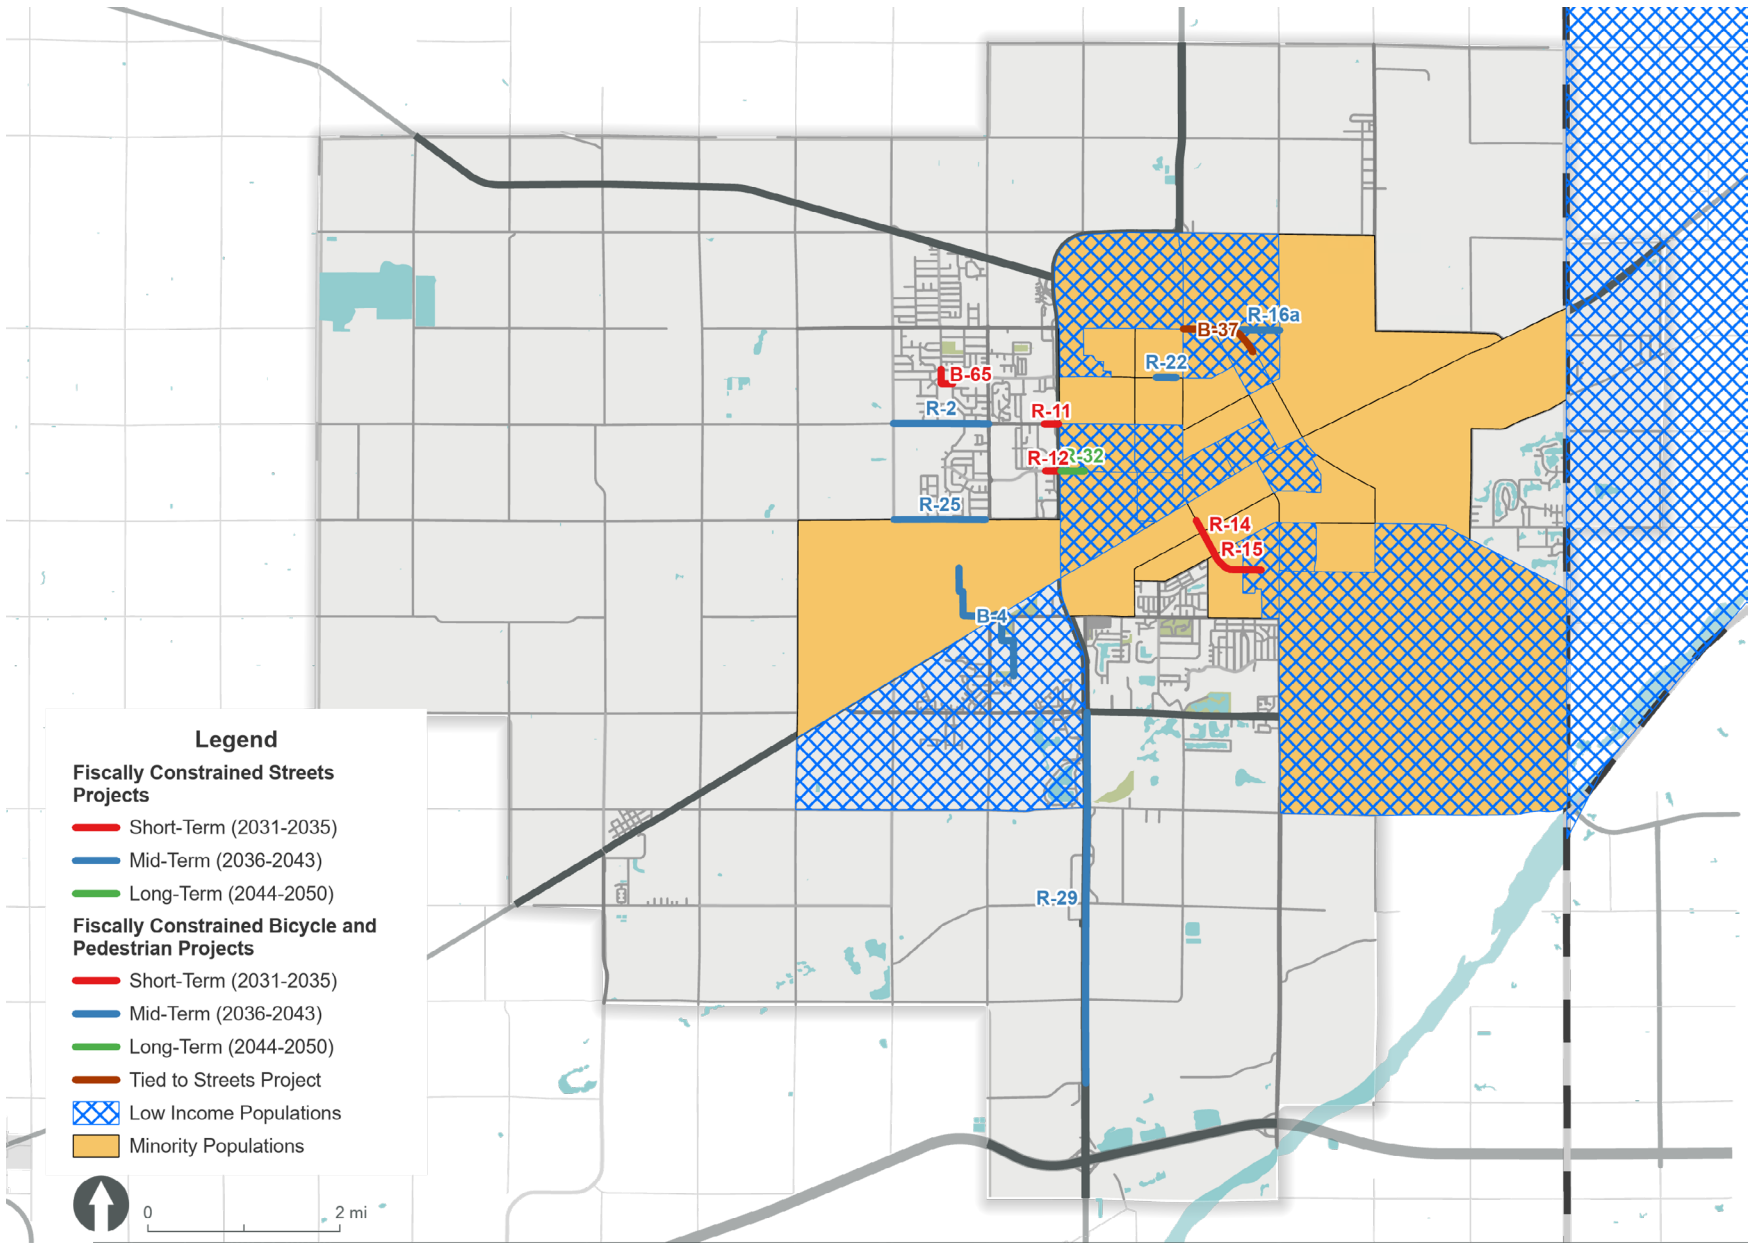 R-16a
B-37
R-22
B-65
R-2
R-11
R-12
R-32
R-25
R-14
R-15
B-4
R-29
Legend
Fiscally Constrained Streets
Projects
Short-Term (2031-2035)
Mid-Term (2036-2043)
Long-Term (2044-2050)
Fiscally Constrained Bicycle and
Pedestrian Projects
Short-Term (2031-2035)
Mid-Term (2036-2043)
Long-Term (2044-2050)
Tied to Streets Project
Low Income Populations
Minority Populations
0 2 mi